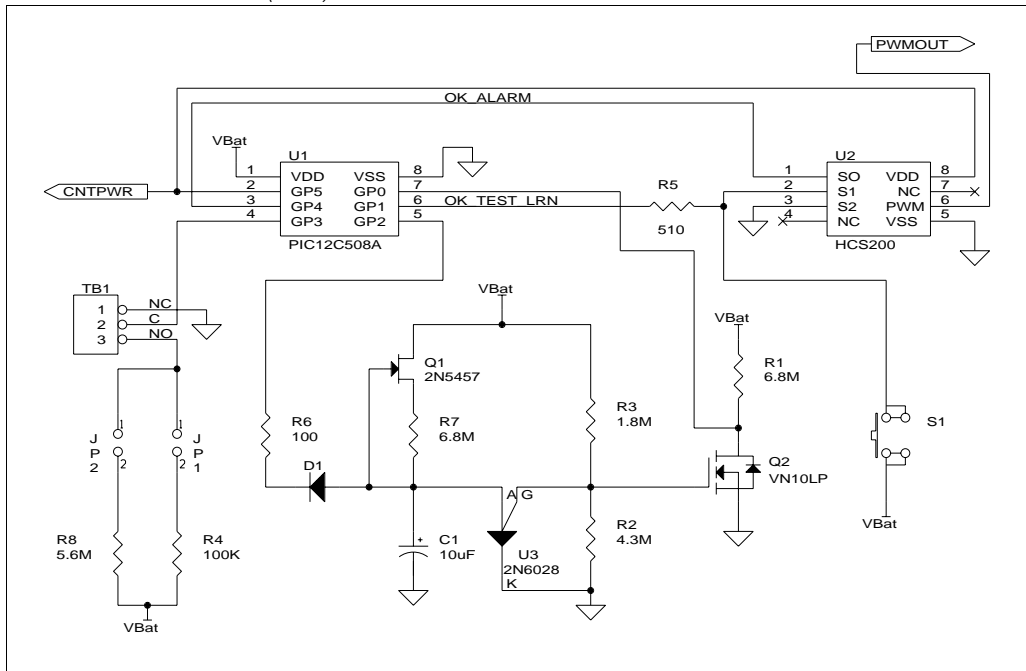 PWMOUT
OK_ALARM
VBat
U1
U2
1 VDD VSS 8
2 GP5 GP0 7
3 GP4 GP1 6
4 GP3 GP2 5
PIC12C508A
CNTPWR
OK_TEST_LRN
R5
510
1 SO VDD 8
2 S1 NC 7
3 S2 PWM 6
4 NC VSS 5
HCS200
TB1
1 NC
2 C
3 NO
VBat
VBat
Q1
2N5457
R1
6.8M
R6
100
R7
6.8M
R3
1.8M
S1
JP2
1
2
JP1
1
2
D1
A G
Q2
VN10LP
R8
5.6M
R4
100K
C1
10uF
+
U3
2N6028
K
R2
4.3M
VBat
VBat